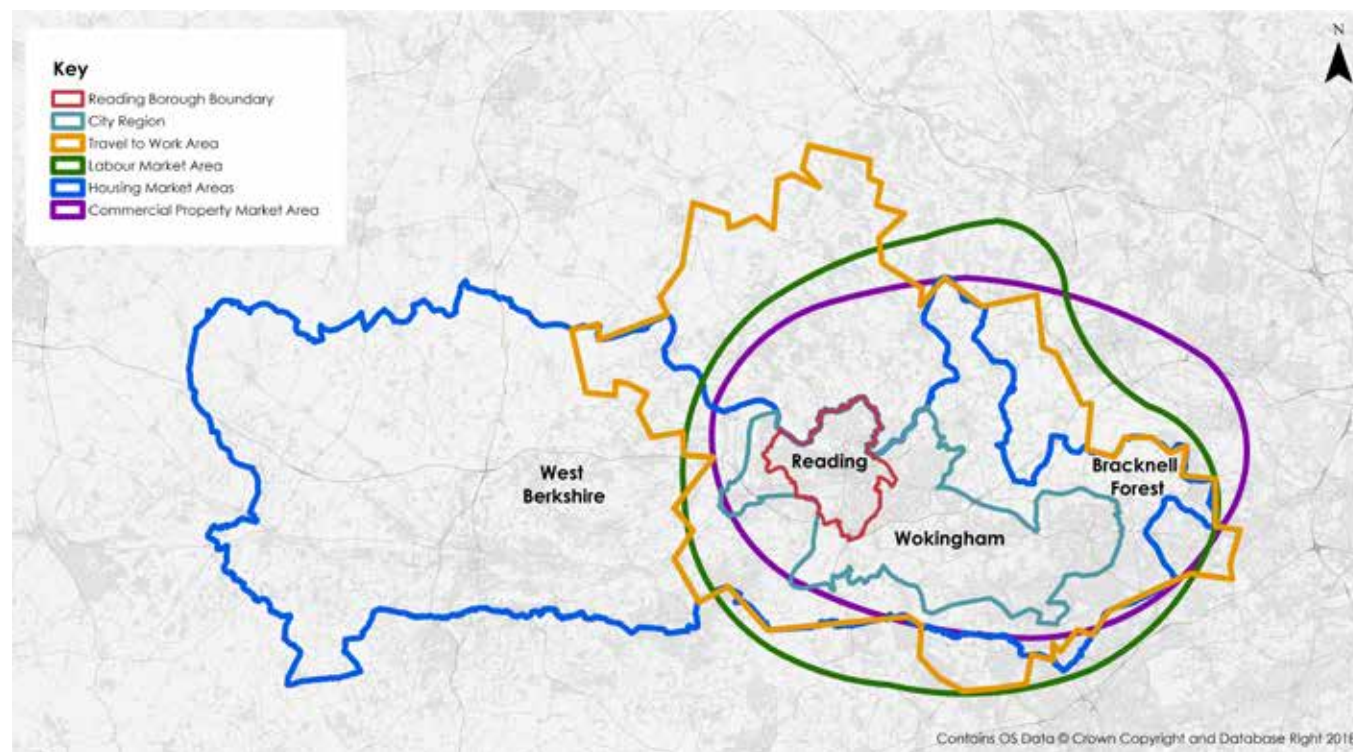 Key
Reading Borough Boundary
City Region
Travel to Work Area
Labour Market Area
Housing Market Areas
Commercial Property Market Area
N
West
Berkshire
Reading
Bracknell
Forest
Wokingham
Contains OS Data © Crown Copyright and Database Right 2018